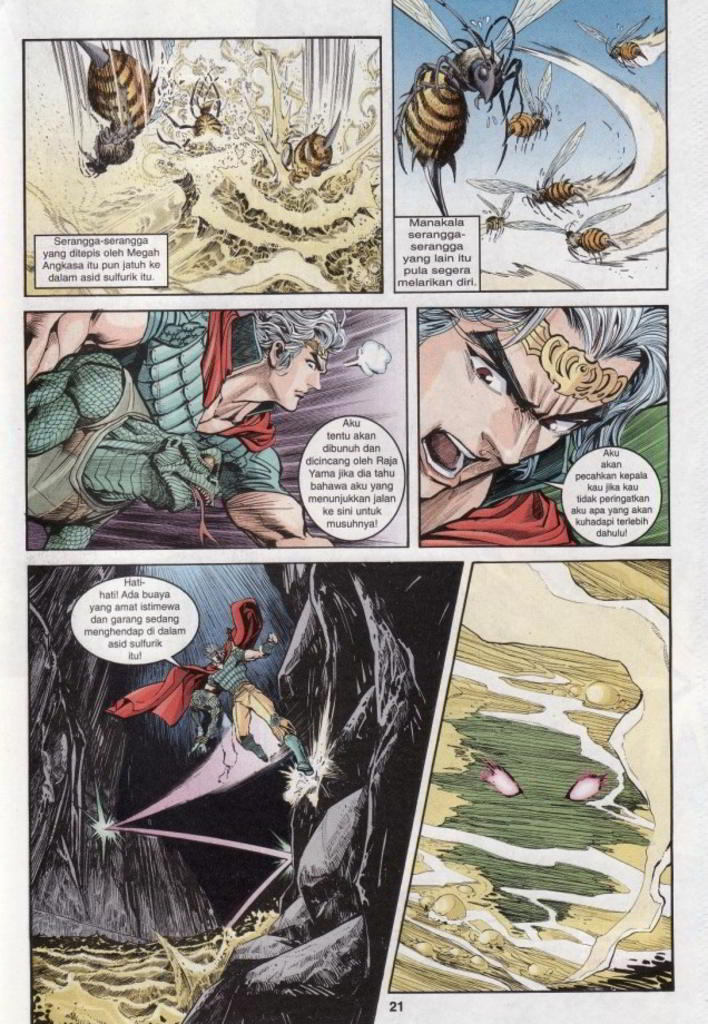 Serangga-serangga
yang ditepis oleh Megah
Angkasa itu pun jatuh ke
dalam asid sulfurik itu.
Manakala
serangga-
serangga
yang lain itu
pula segera
melarikan diri.
Aku
tentu akan
dibunuh dan
dicincang oleh Raja
Yama jika dia tahu
bahawa aku yang
menunjukkan jalan
ke sini untuk
musuhnya!
Aku
akan
pecahkan kepala
kau jika kau
tidak peringatkan
aku apa yang akan
kuhadapi terlebih
dahulu!
Hati-
hati! Ada buaya
yang amat istimewa
dan garang sedang
menghendap di dalam
asid sulfurik
itu!
21